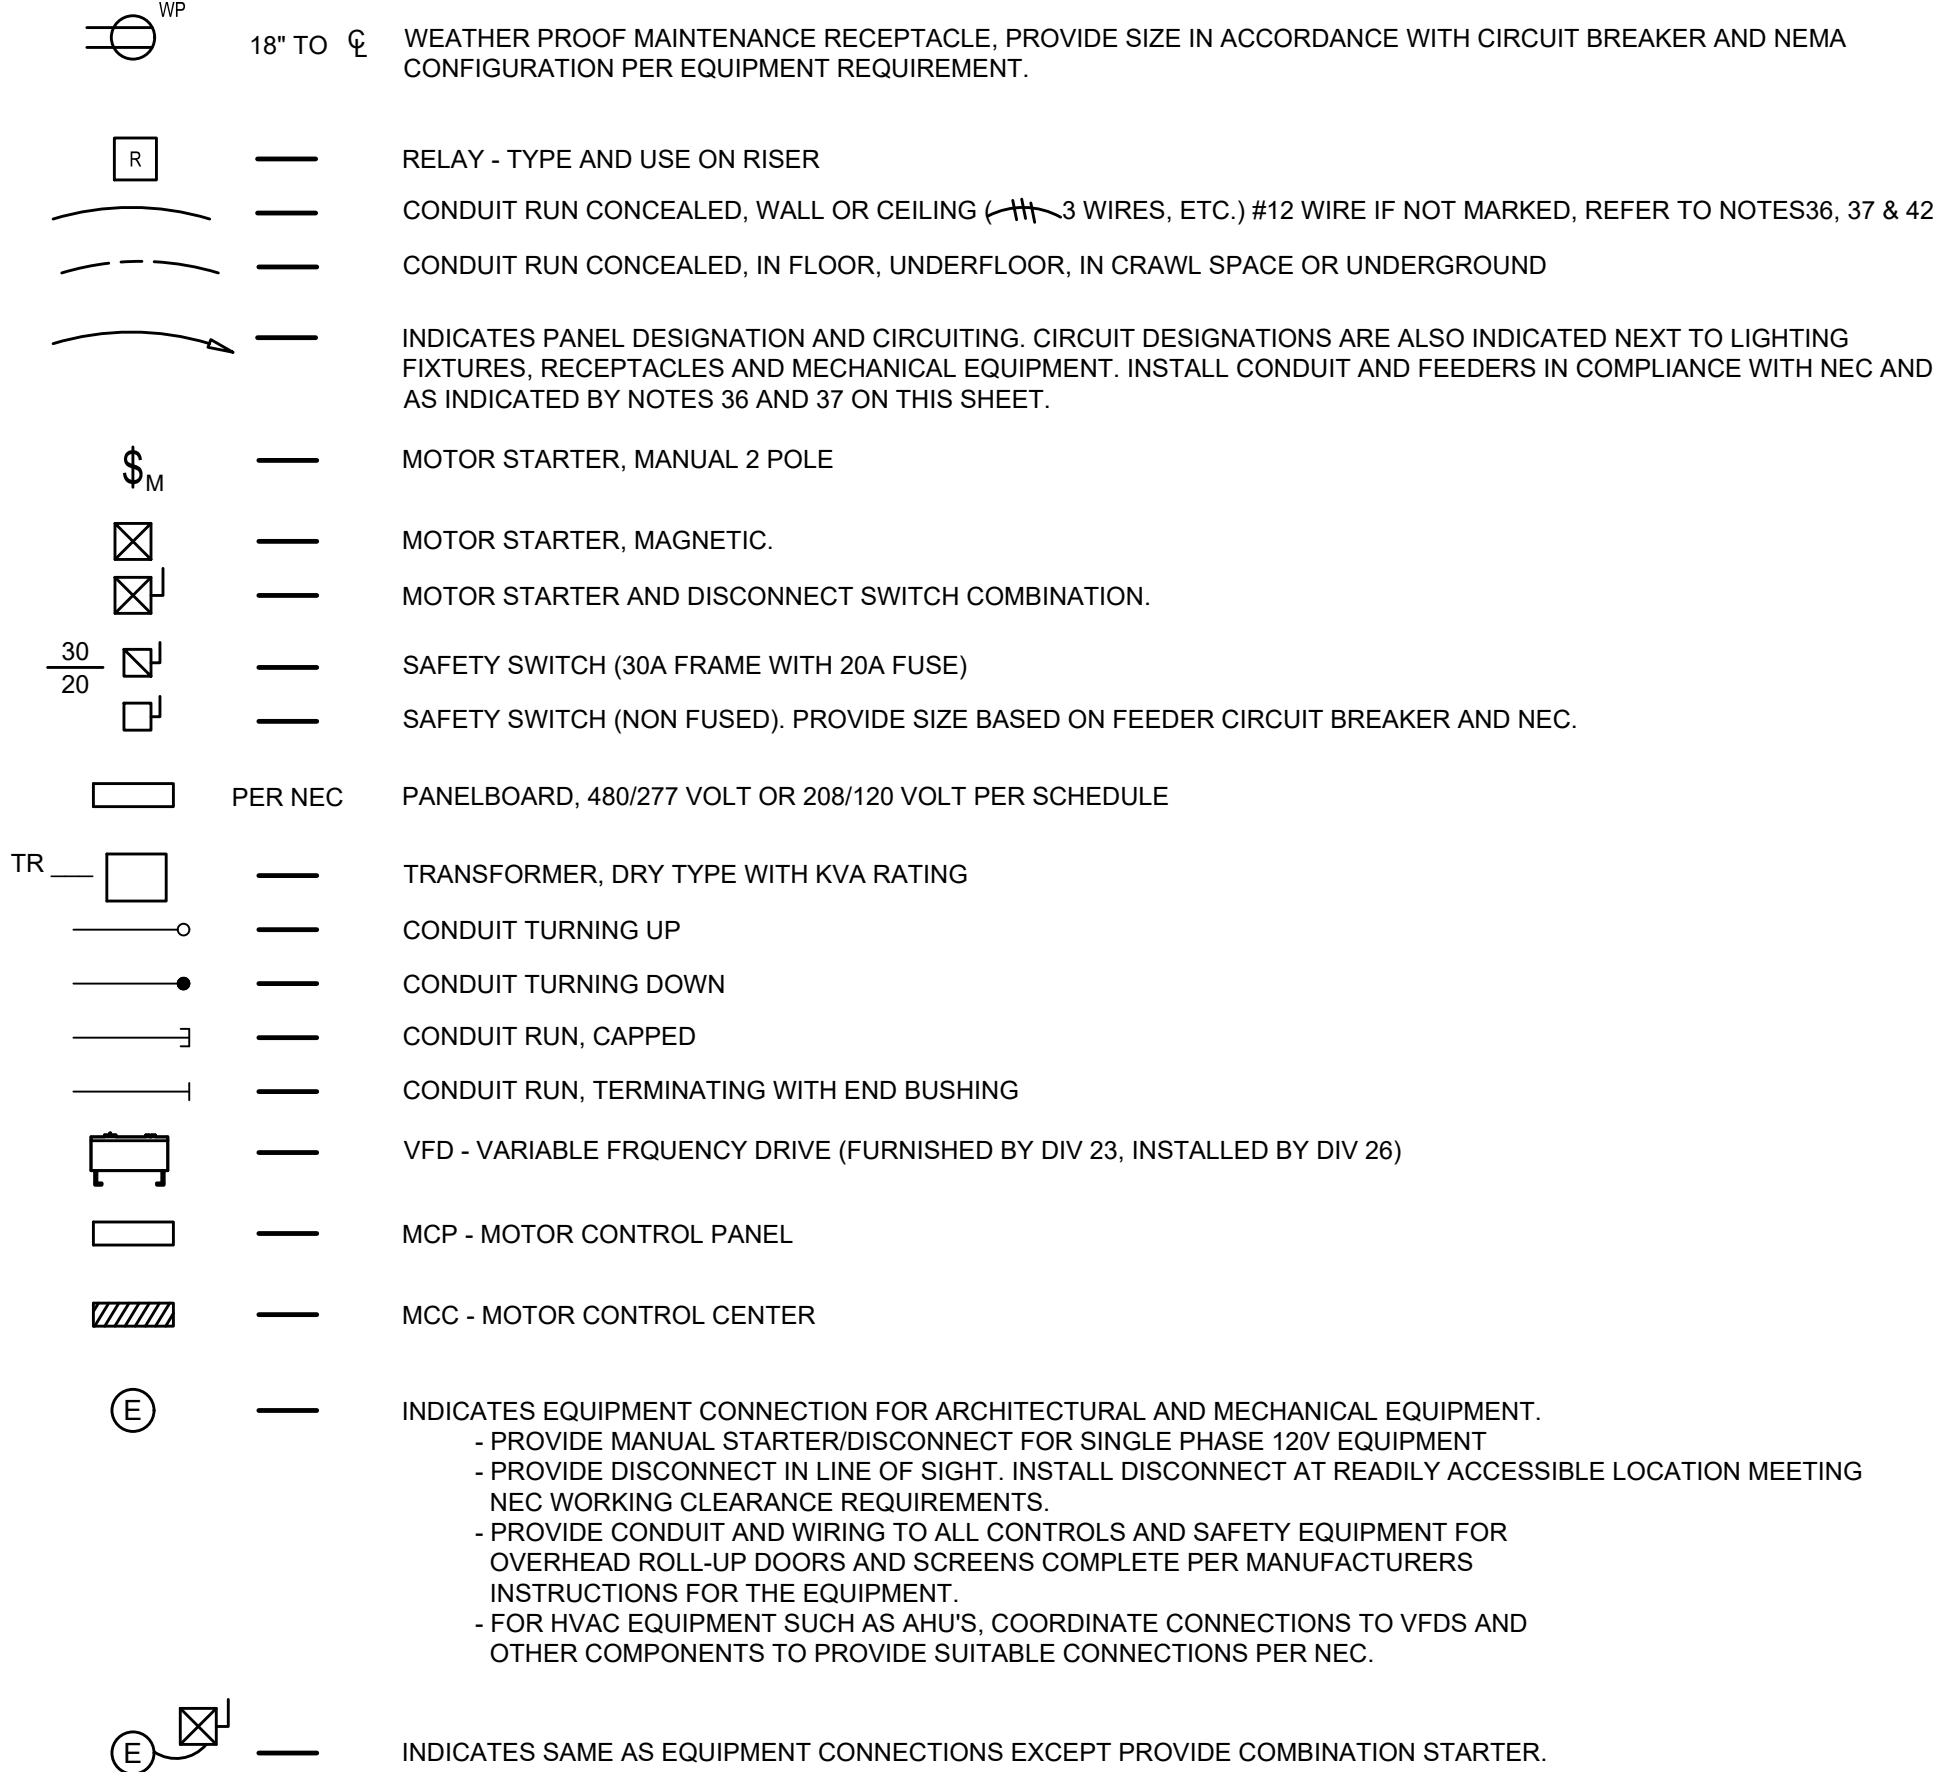 WP
18" TO ℄ WEATHER PROOF MAINTENANCE RECEPTACLE, PROVIDE SIZE IN ACCORDANCE WITH CIRCUIT BREAKER AND NEMA
CONFIGURATION PER EQUIPMENT REQUIREMENT.
R RELAY - TYPE AND USE ON RISER
CONDUIT RUN CONCEALED, WALL OR CEILING ( 3 WIRES, ETC.) #12 WIRE IF NOT MARKED, REFER TO NOTES36, 37 & 42
CONDUIT RUN CONCEALED, IN FLOOR, UNDERFLOOR, IN CRAWL SPACE OR UNDERGROUND
INDICATES PANEL DESIGNATION AND CIRCUITING. CIRCUIT DESIGNATIONS ARE ALSO INDICATED NEXT TO LIGHTING
FIXTURES, RECEPTACLES AND MECHANICAL EQUIPMENT. INSTALL CONDUIT AND FEEDERS IN COMPLIANCE WITH NEC AND
AS INDICATED BY NOTES 36 AND 37 ON THIS SHEET.
$M MOTOR STARTER, MANUAL 2 POLE
MOTOR STARTER, MAGNETIC.
MOTOR STARTER AND DISCONNECT SWITCH COMBINATION.
30
20
SAFETY SWITCH (30A FRAME WITH 20A FUSE)
SAFETY SWITCH (NON FUSED). PROVIDE SIZE BASED ON FEEDER CIRCUIT BREAKER AND NEC.
PER NEC PANELBOARD, 480/277 VOLT OR 208/120 VOLT PER SCHEDULE
TR ___ TRANSFORMER, DRY TYPE WITH KVA RATING
CONDUIT TURNING UP
CONDUIT TURNING DOWN
CONDUIT RUN, CAPPED
CONDUIT RUN, TERMINATING WITH END BUSHING
VFD - VARIABLE FRQUENCY DRIVE (FURNISHED BY DIV 23, INSTALLED BY DIV 26)
MCP - MOTOR CONTROL PANEL
MCC - MOTOR CONTROL CENTER
E INDICATES EQUIPMENT CONNECTION FOR ARCHITECTURAL AND MECHANICAL EQUIPMENT.
- PROVIDE MANUAL STARTER/DISCONNECT FOR SINGLE PHASE 120V EQUIPMENT
- PROVIDE DISCONNECT IN LINE OF SIGHT. INSTALL DISCONNECT AT READILY ACCESSIBLE LOCATION MEETING
NEC WORKING CLEARANCE REQUIREMENTS.
- PROVIDE CONDUIT AND WIRING TO ALL CONTROLS AND SAFETY EQUIPMENT FOR
OVERHEAD ROLL-UP DOORS AND SCREENS COMPLETE PER MANUFACTURERS
INSTRUCTIONS FOR THE EQUIPMENT.
- FOR HVAC EQUIPMENT SUCH AS AHU'S, COORDINATE CONNECTIONS TO VFDS AND
OTHER COMPONENTS TO PROVIDE SUITABLE CONNECTIONS PER NEC.
E INDICATES SAME AS EQUIPMENT CONNECTIONS EXCEPT PROVIDE COMBINATION STARTER.